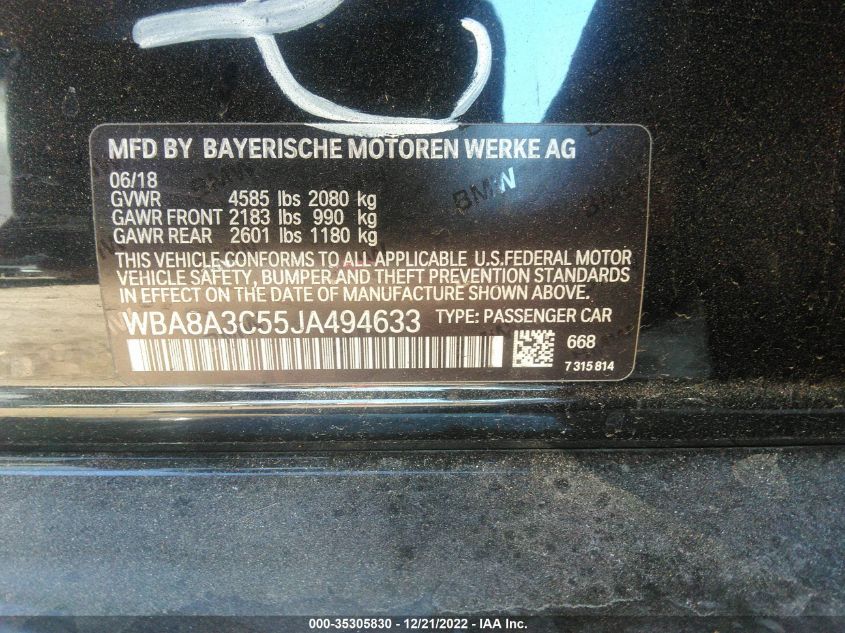 MFD BY BAYERISCHE MOTOREN WERKE AG
06/18
GVWR 4585 lbs 2080 kg
GAWR FRONT 2183 lbs 990 kg
GAWR REAR 2601 lbs 1180 kg
BMW
THIS VEHICLE CONFORMS TO ALL APPLICABLE U.S.FEDERAL MOTOR
VEHICLE SAFETY, BUMPER AND THEFT PREVENTION STANDARDS
IN EFFECT ON THE DATE OF MANUFACTURE SHOWN ABOVE.
WBA8A3C55JA494633 TYPE: PASSENGER CAR
668
7 315 814
000-35305830 - 12/21/2022 - IAA Inc.